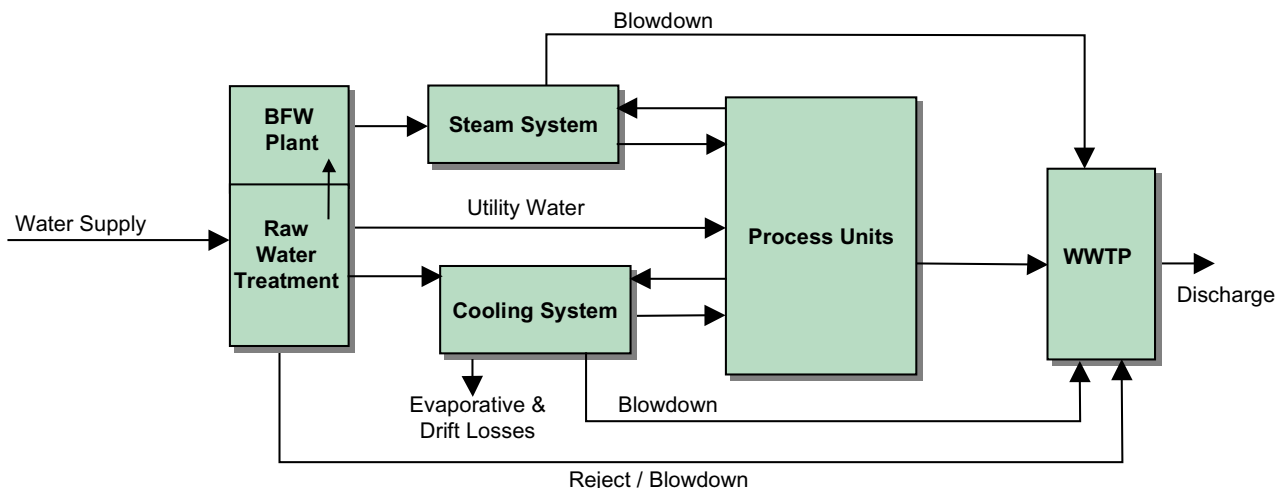 Blowdown
BFW
Plant
Steam System
Water Supply
Raw
Water
Treatment
Utility Water
Process Units
WWTP
Discharge
Cooling System
Evaporative &
Drift Losses
Blowdown
Reject / Blowdown